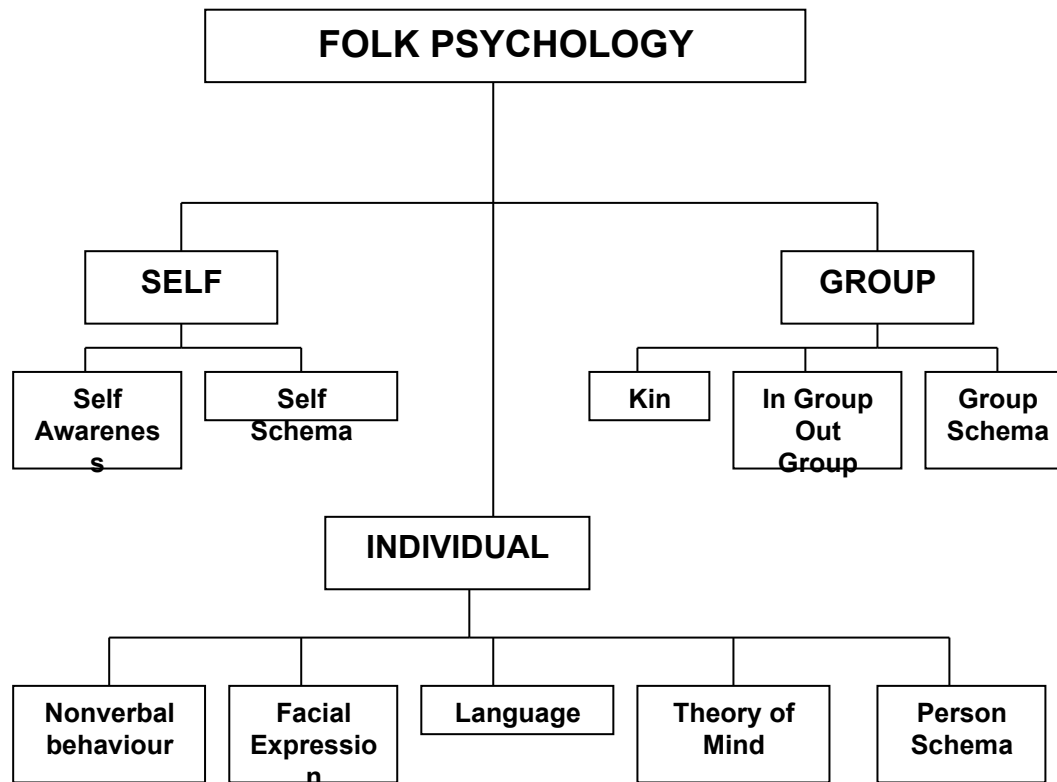 FOLK PSYCHOLOGY
SELF
GROUP
Self
Awarenes
s
Self
Schema
Kin
In Group
Out
Group
Group
Schema
INDIVIDUAL
Nonverbal
behaviour
Facial
Expressio
n
Language
Theory of
Mind
Person
Schema